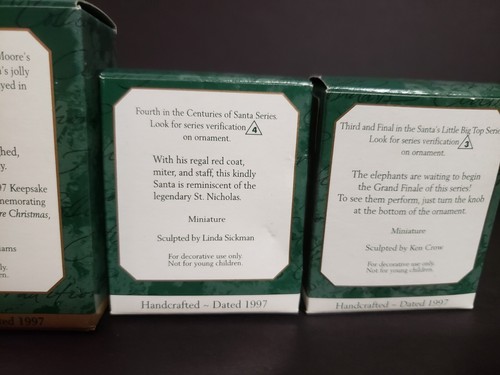 Moore's
's jolly
yed in
hed,
y.
97 Keepsake
memorating
re Christmas,
ams
ly.
en.
ed 1997
Fourth in the Centuries of Santa Series.
Look for series verification 4
on ornament.
With his regal red coat,
miter, and staff, this kindly
Santa is reminiscent of the
legendary St. Nicholas.
Miniature
Sculpted by Linda Sickman
For decorative use only.
Not for young children.
Handcrafted ~ Dated 1997
Third and Final in the Santa's Little Big Top Serie
Look for series verification 3
on ornament.
The elephants are waiting to begin
the Grand Finale of this series!
To see them perform, just turn the knob
at the bottom of the ornament.
Miniature
Sculpted by Ken Crow
For decorative use only.
Not for young children.
Handcrafted ~ Dated 1997